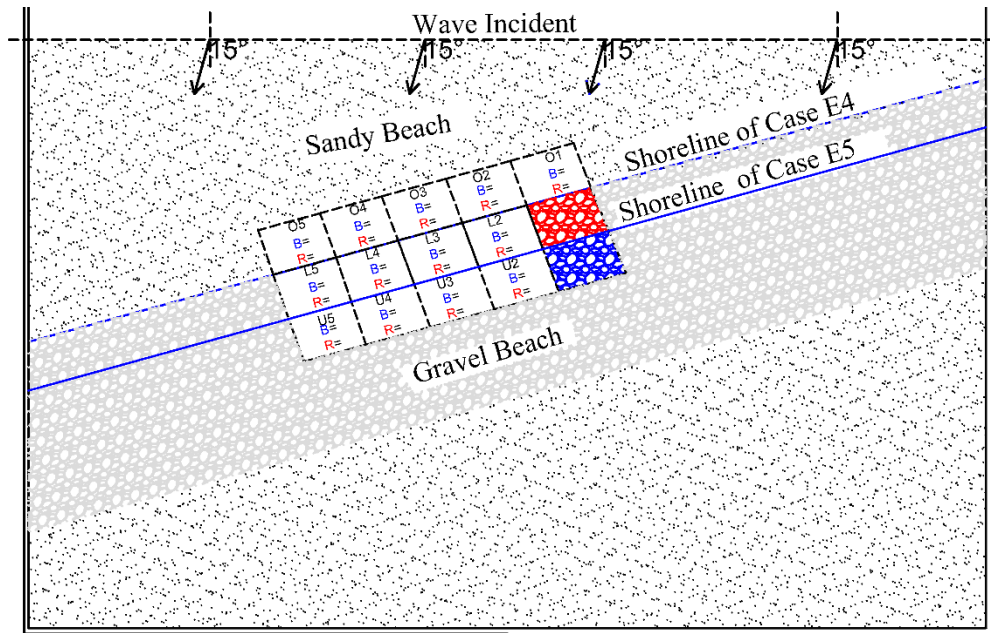 Wave Incident
15°
15°
15°
15°
Sandy Beach
Shoreline of Case E4
Shoreline of Case E5
O1
B=
R=
O2
B=
R=
O3
B=
R=
O4
B=
R=
O5
B=
R=
L2
B=
R=
L3
B=
R=
L4
B=
R=
L5
B=
R=
U2
B=
R=
U3
B=
R=
U4
B=
R=
U5
B=
R=
Gravel Beach